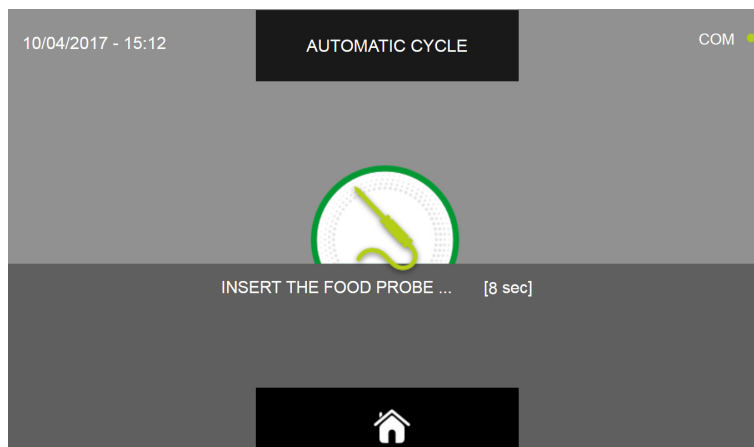 10/04/2017 - 15:12
AUTOMATIC CYCLE
COM
INSERT THE FOOD PROBE ... [8 sec]